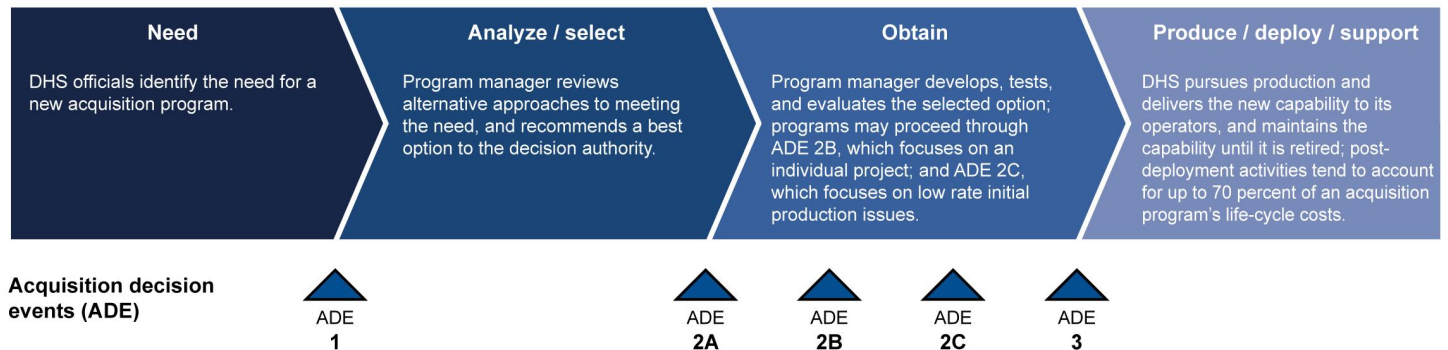 Need
DHS officials identify the need for a
new acquisition program.
Analyze / select
Program manager reviews
alternative approaches to meeting
the need, and recommends a best
option to the decision authority.
Obtain
Program manager develops, tests,
and evaluates the selected option;
programs may proceed through
ADE 2B, which focuses on an
individual project; and ADE 2C,
which focuses on low rate initial
production issues.
Produce / deploy / support
DHS pursues production and
delivers the new capability to its
operators, and maintains the
capability until it is retired; post-
deployment activities tend to account
for up to 70 percent of an acquisition
program’s life-cycle costs.
Acquisition decision
events (ADE)
ADE
1
ADE
2A
ADE
2B
ADE
2C
ADE
3